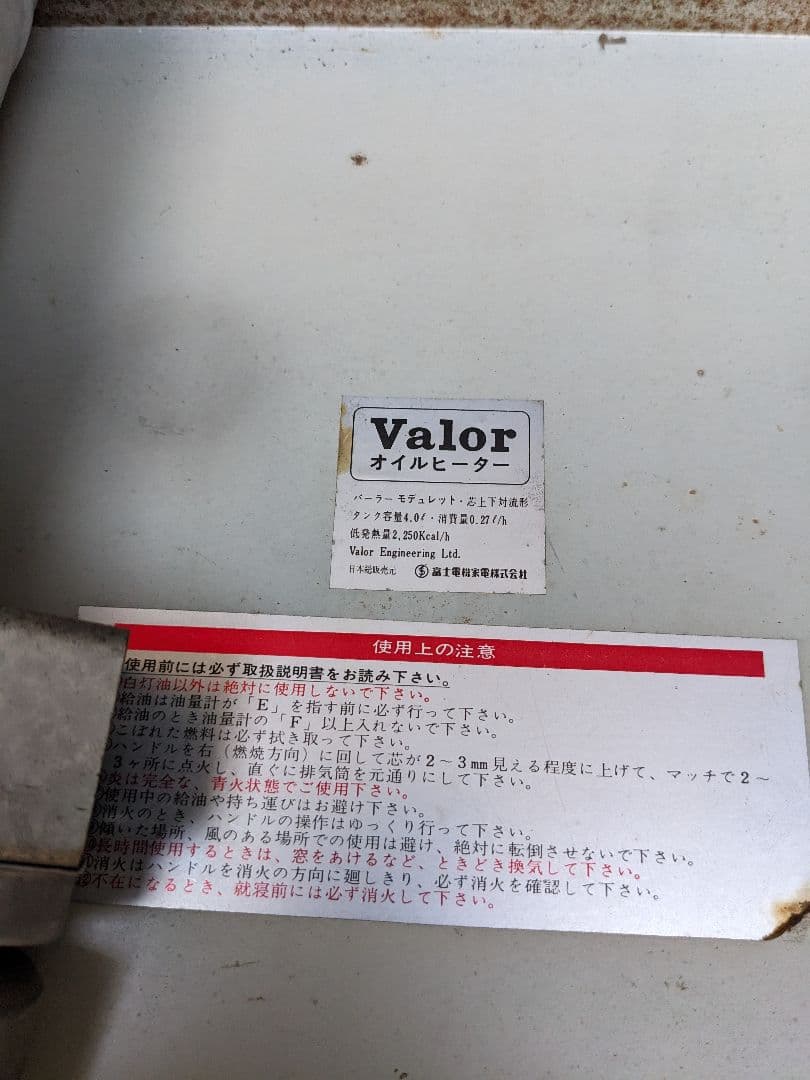 Valor
オイルヒーター
バーラー モデュレット・芯上下対流形
タンク容量4.0ℓ・消費量0.27ℓ/h
低発熱量2,250Kcal/h
Valor Engineering Ltd.
日本総販売元 富士電機家電株式会社
使用上の注意
使用前には必ず取扱説明書をお読み下さい。
白灯油以外は絶対に使用しないで下さい。
給油は油量計が「E」を指す前に必ず行って下さい。
給油のとき油量計の「F」以上入れないで下さい。
こぼれた燃料は必ず拭き取って下さい。
ハンドルを右（燃焼方向）に回して芯が2～3mm見える程度に上げて、マッチで2～
3ヶ所に点火し、直ぐに排気筒を元通りにして下さい。
炎は完全な、青火状態でご使用下さい。
使用中の給油や持ち運びはお避け下さい。
消火のとき、ハンドルの操作はゆっくり行って下さい。
傾いた場所、風のある場所での使用は避け、絶対に転倒させないで下さい。
長時間使用するときは、窓をあけるなど、ときどき換気して下さい。
⑪消火はハンドルを消火の方向に廻しきり、必ず消火を確認して下さい。
⑫不在になるとき、就寝前には必ず消火して下さい。